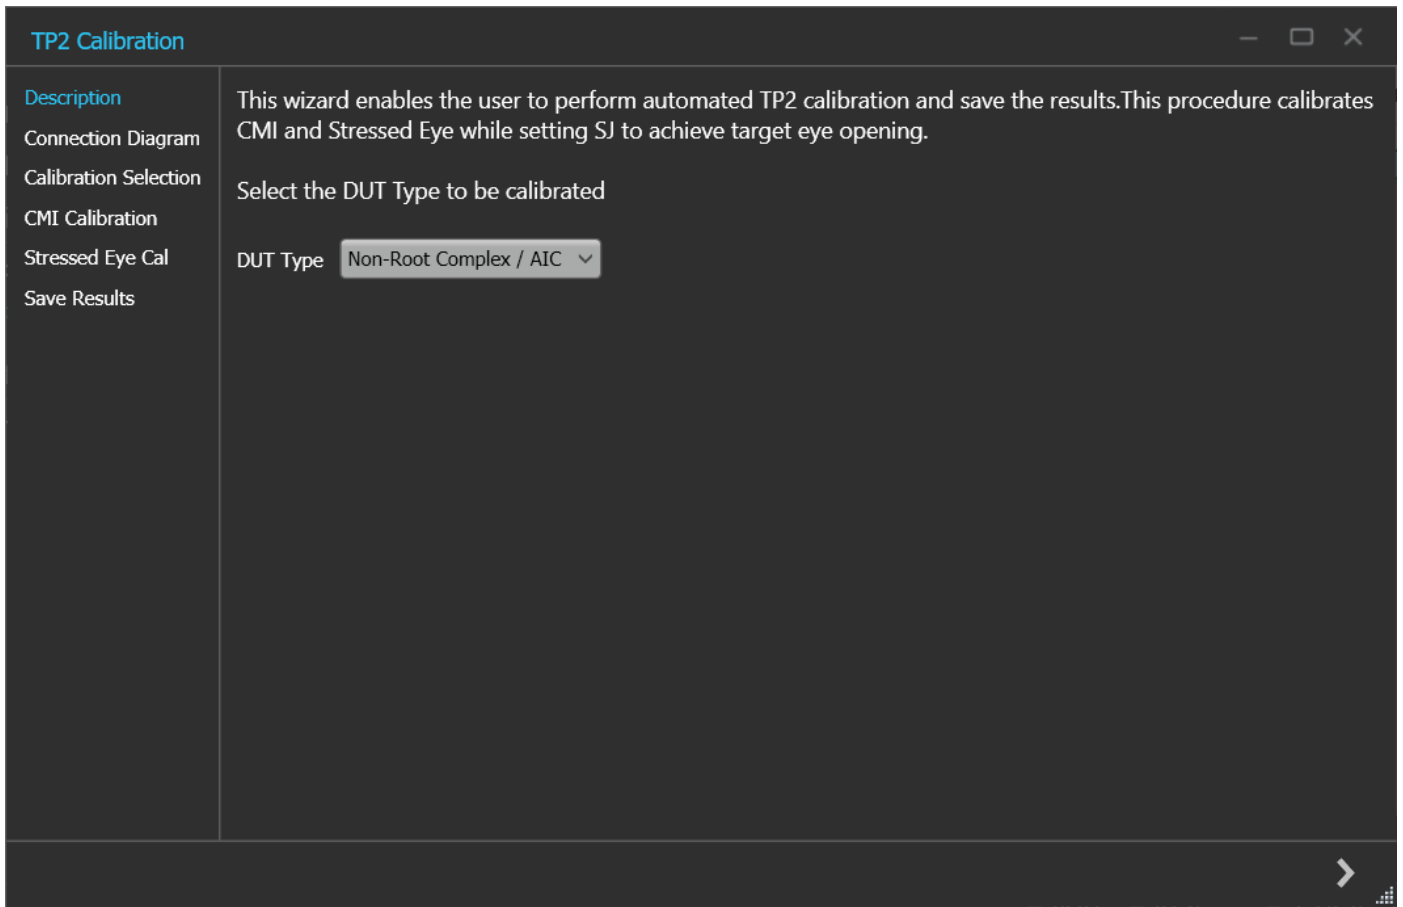 TP2 Calibration
Description
Connection Diagram
Calibration Selection
CMI Calibration
Stressed Eye Cal
Save Results
This wizard enables the user to perform automated TP2 calibration and save the results.This procedure calibrates
CMI and Stressed Eye while setting SJ to achieve target eye opening.
Select the DUT Type to be calibrated
DUT Type Non-Root Complex / AIC